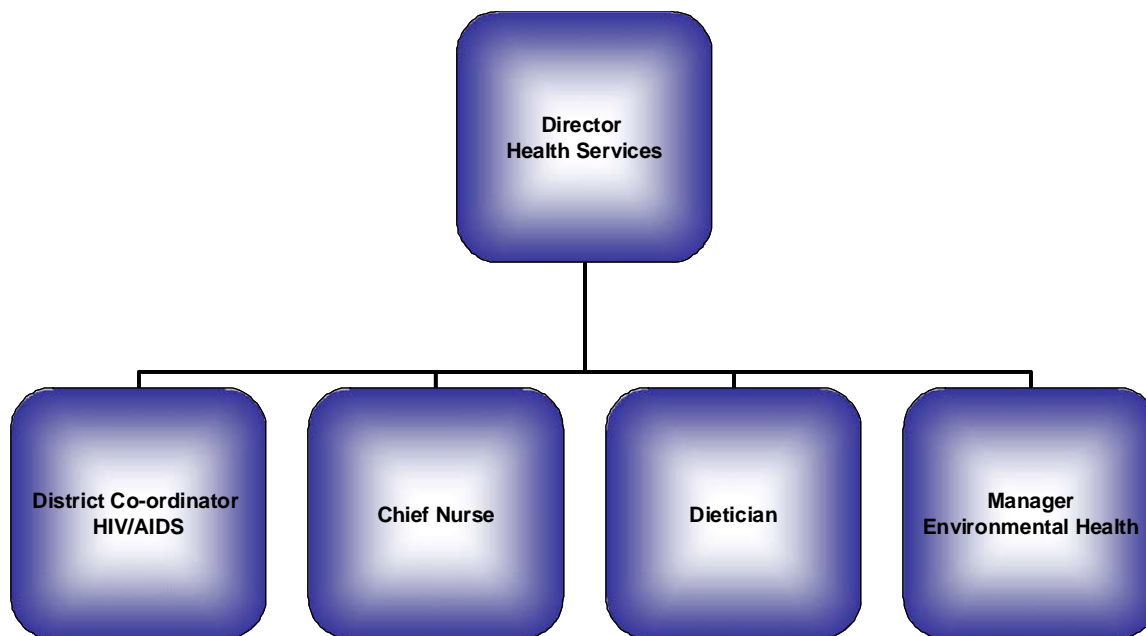 Director
Health Services
District Co-ordinator
HIV/AIDS
Chief Nurse
Dietician
Manager
Environmental Health